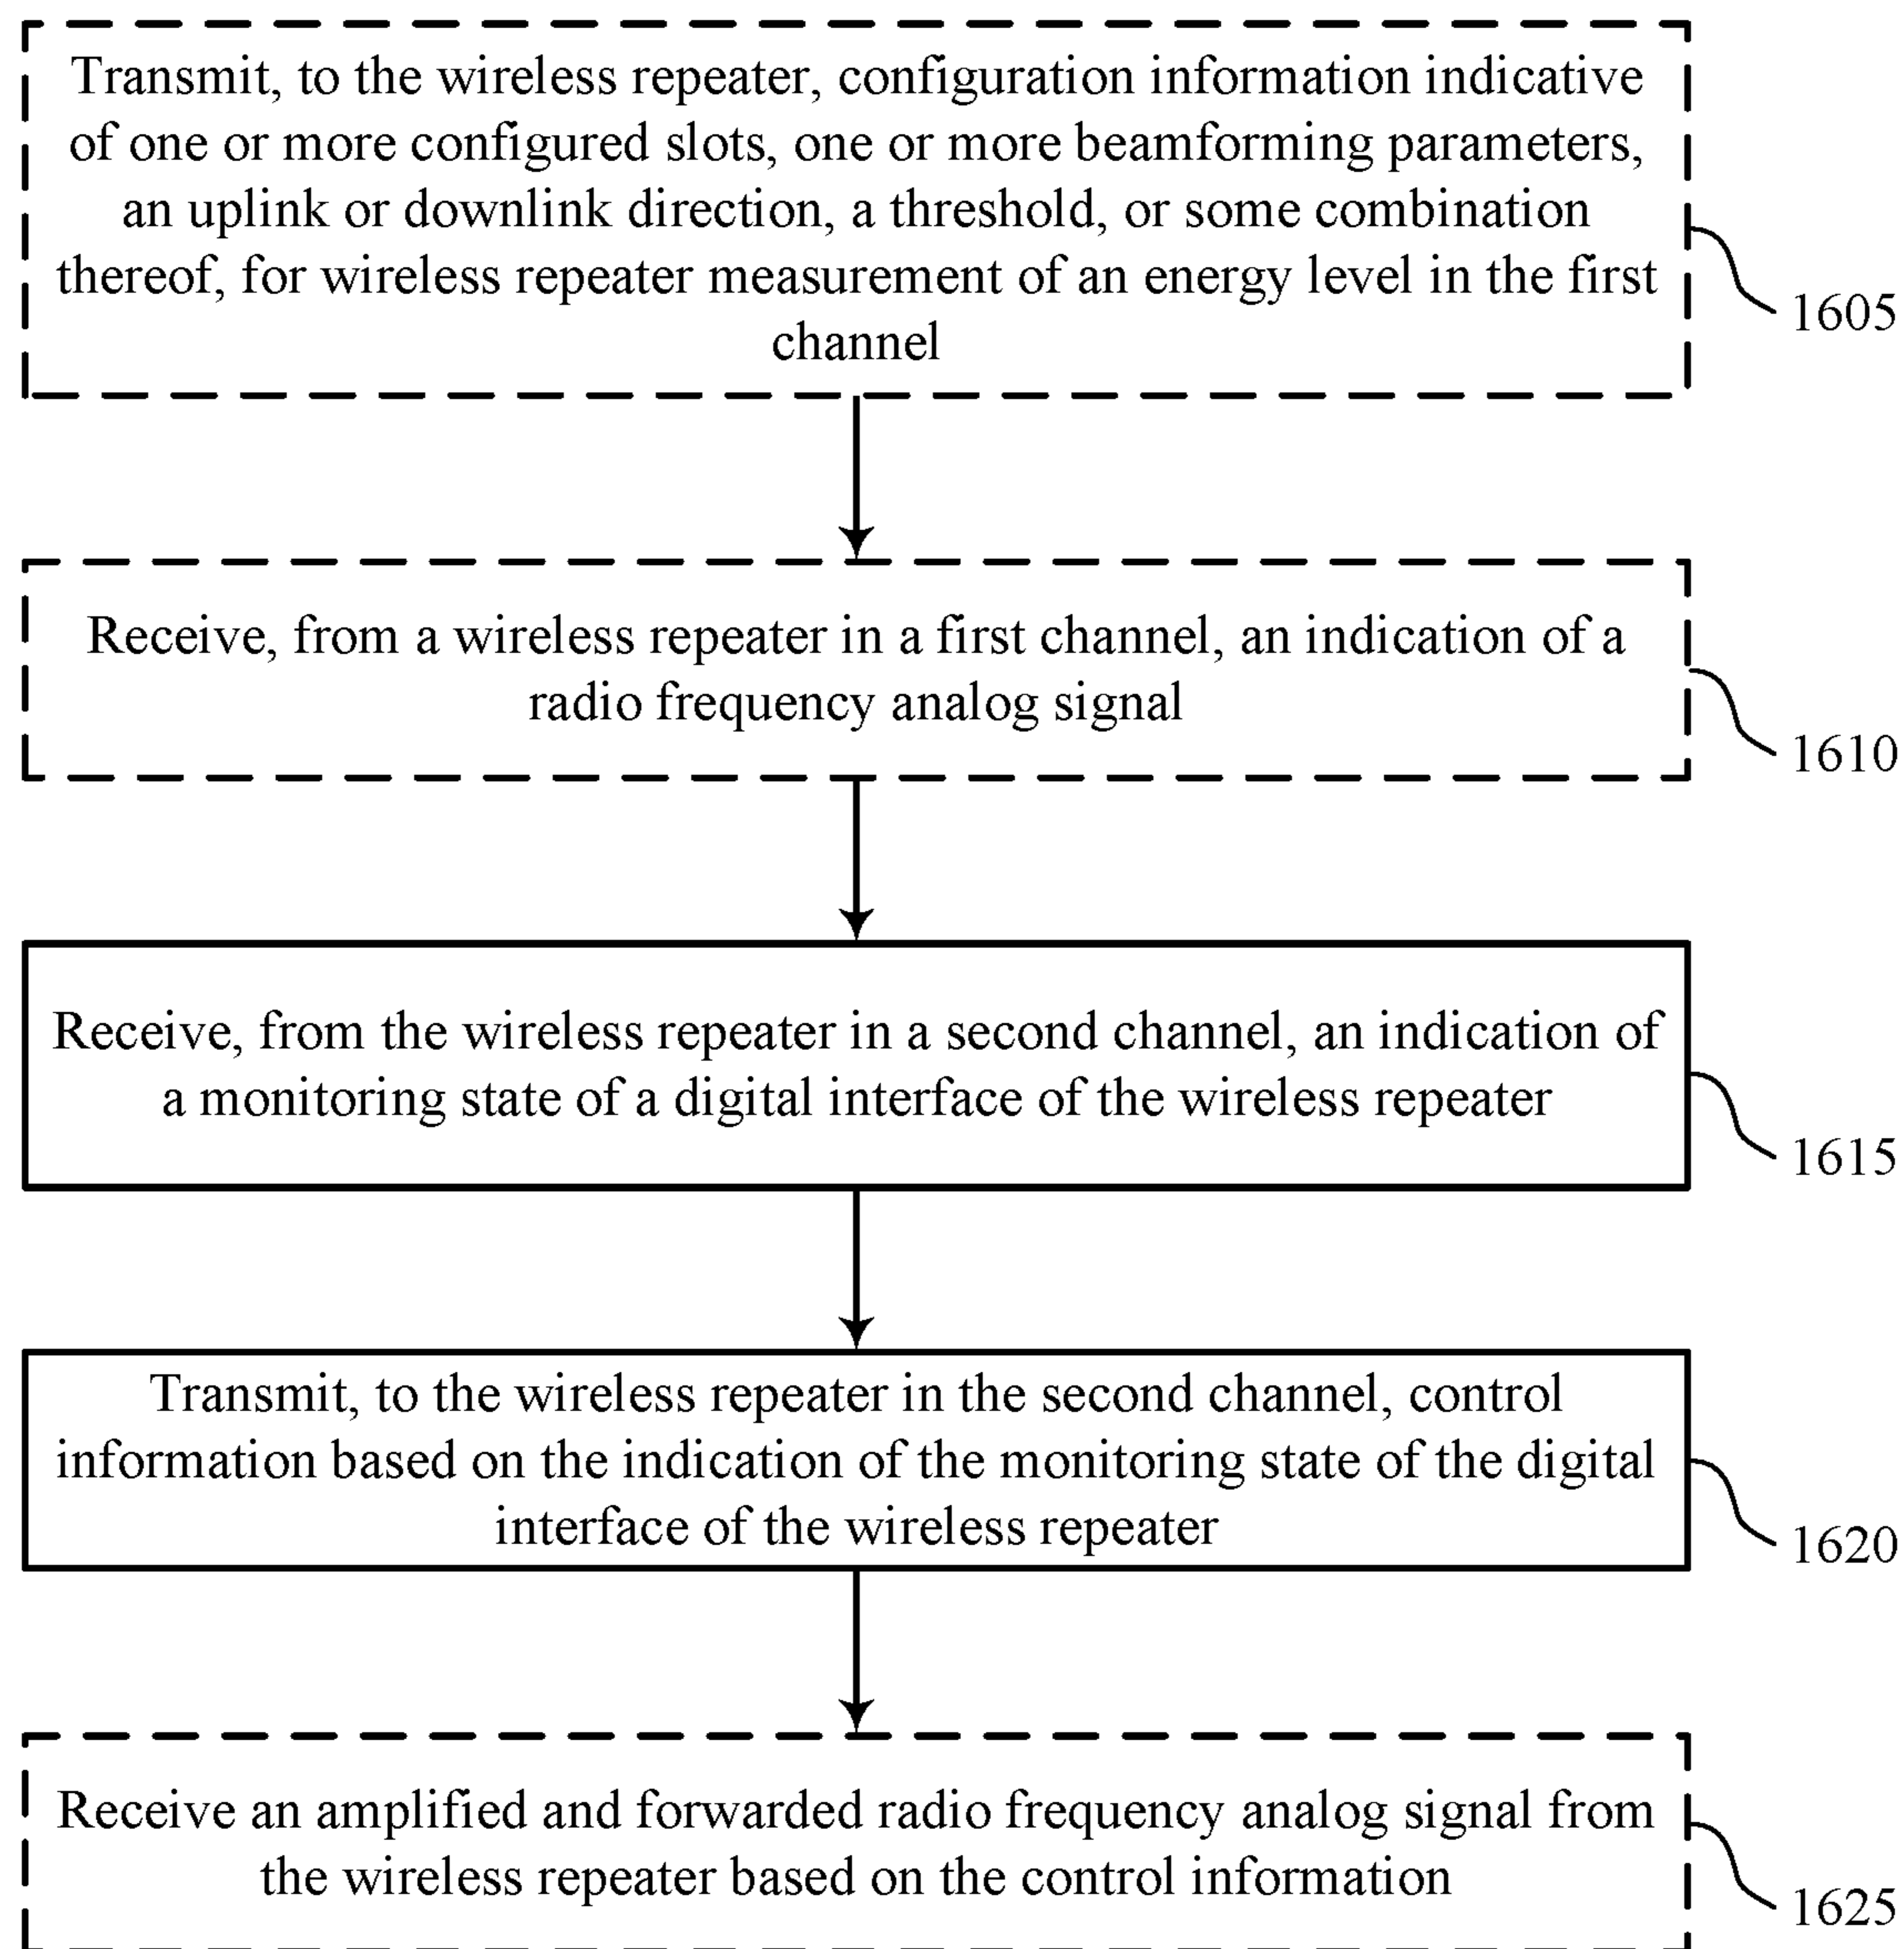 Transmit, to the wireless repeater, configuration information indicative
of one or more configured slots, one or more beamforming parameters,
an uplink or downlink direction, a threshold, or some combination
thereof, for wireless repeater measurement of an energy level in the first
channel
1605
Receive, from a wireless repeater in a first channel, an indication of a
radio frequency analog signal
1610
Receive, from the wireless repeater in a second channel, an indication of
a monitoring state of a digital interface of the wireless repeater
1615
Transmit, to the wireless repeater in the second channel, control
information based on the indication of the monitoring state of the digital
interface of the wireless repeater
1620
Receive an amplified and forwarded radio frequency analog signal from
the wireless repeater based on the control information
1625